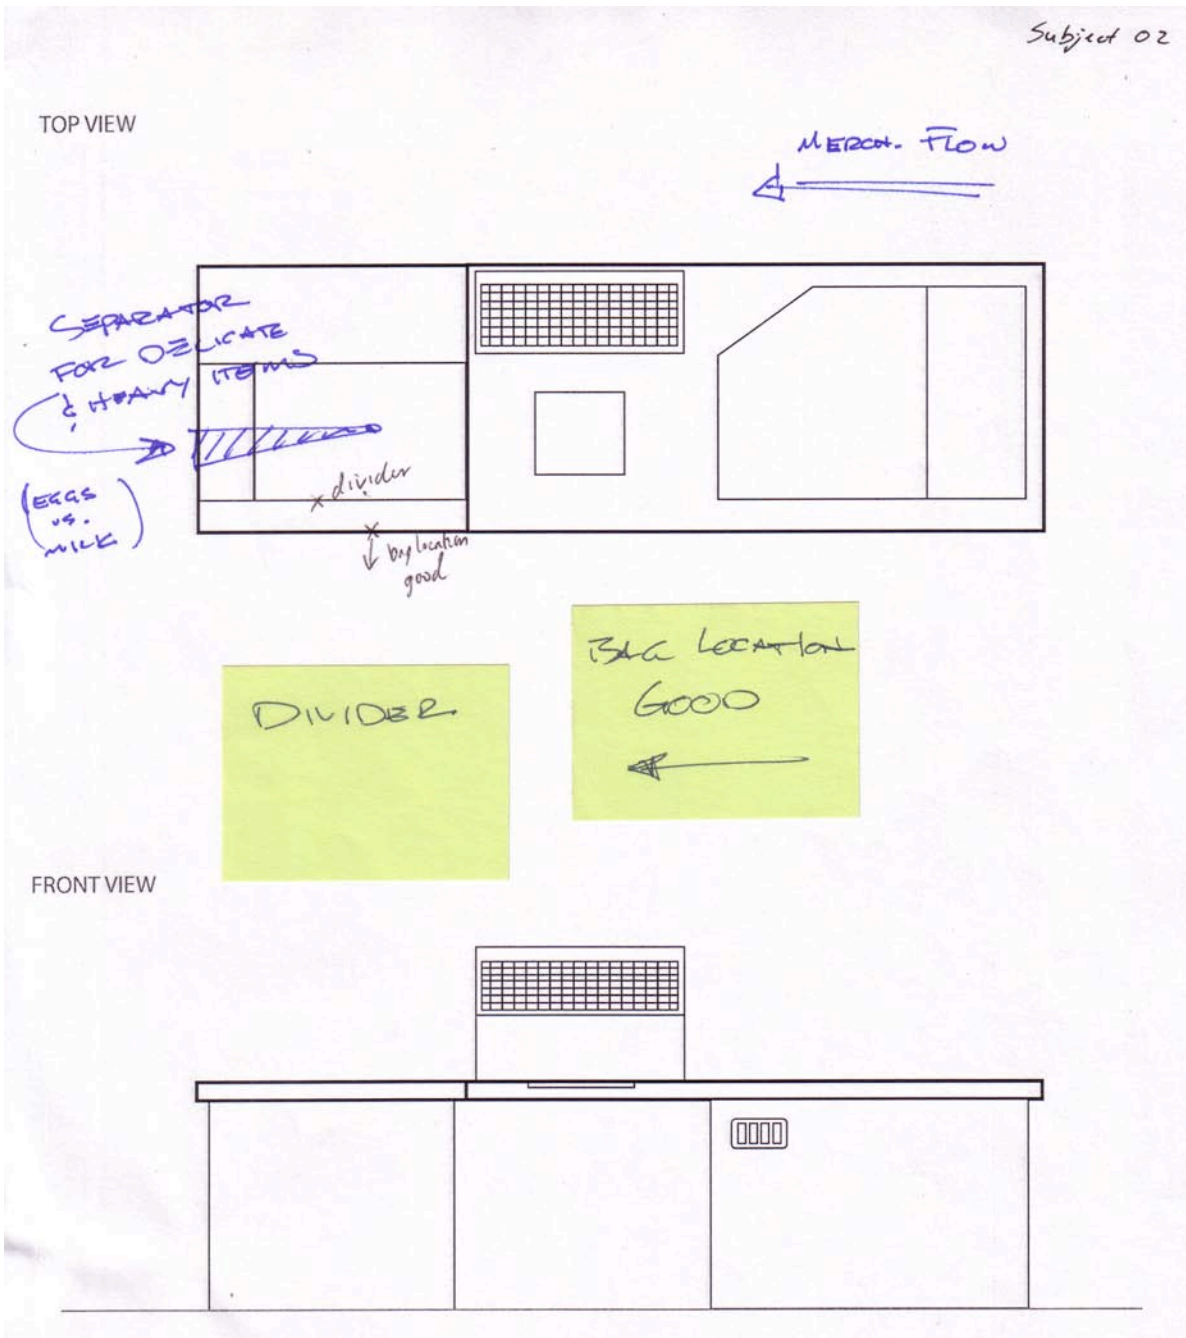 Subject 02
TOP VIEW
MERCH. FLOW
SEPARATOR
FOR DELICATE
& HEAVY ITEMS
(EGGS
vs.
MILK)
divider
bag location
good
BAG LOCATION
GOOD
DIVIDER
FRONT VIEW